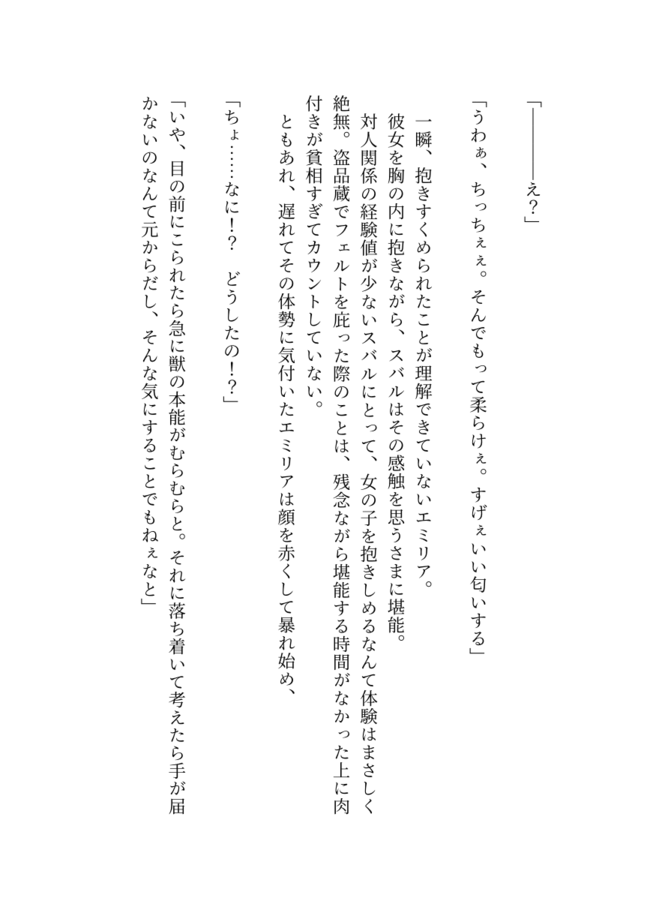 「――――え？」
「うわぁ、ちっちぇぇ。そんでもって柔らけぇ。すげぇいい匂いする」
　一瞬、抱きすくめられたことが理解できていないエミリア。
　彼女を胸の内に抱きながら、スバルはその感触を思うさまに堪能。
　対人関係の経験値が少ないスバルにとって、女の子を抱きしめるなんて体験はまさしく
絶無。盗品蔵でフェルトを庇った際のことは、残念ながら堪能する時間がなかった上に肉
付きが貧相すぎてカウントしていない。
　ともあれ、遅れてその体勢に気付いたエミリアは顔を赤くして暴れ始め、
「ちょ……なに！？　どうしたの！？」
「いや、目の前にこられたら急に獣の本能がむらむらと。それに落ち着いて考えたら手が届
かないのなんて元からだし、そんな気にすることでもねぇなと」